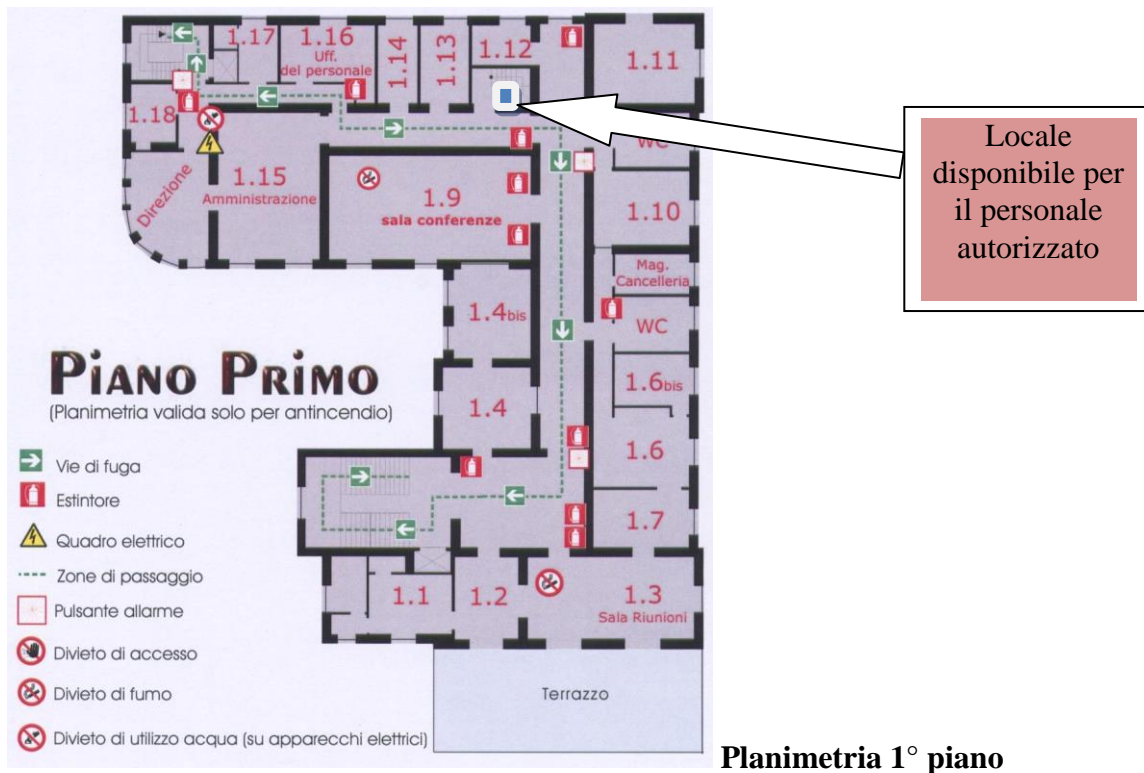 1.17
1.16
Uff.
del personale
1.14
1.13
1.12
1.11
1.18
WC
Direzione
1.15
Amministrazione
1.9
sala conferenze
1.10
Mag.
Cancelleria
WC
1.4bis
1.6bis
1.4
1.6
1.7
1.1
1.2
1.3
Sala Riunioni
Terrazzo
Locale
disponibile per
il personale
autorizzato
PIANO PRIMO
(Planimetria valida solo per antincendio)
Vie di fuga
Estintore
Quadro elettrico
Zone di passaggio
Pulsante allarme
Divieto di accesso
Divieto di fumo
Divieto di utilizzo acqua (su apparecchi elettrici)
Planimetria 1° piano